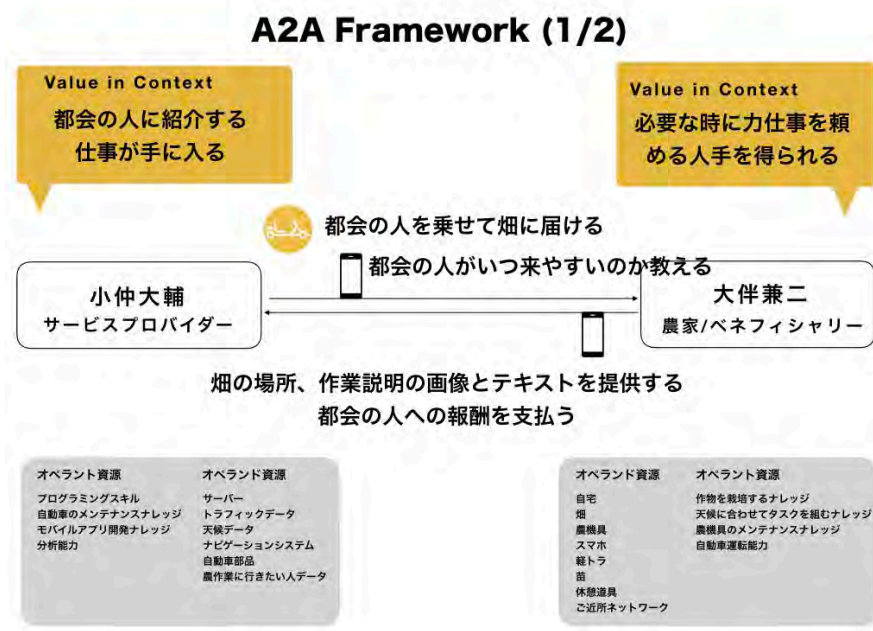 A2A Framework (1/2)
Value in Context
都会の人に紹介する
仕事が手に入る
Value in Context
必要な時に力仕事を頼
める人手を得られる
都会の人を乗せて畑に届ける
都会の人がいつ来やすいのか教える
小仲大輔
サービスプロバイダー
大伴兼二
農家/ベネフィシャリー
畑の場所、作業説明の画像とテキストを提供する
都会の人への報酬を支払う
オペラント資源
プログラミングスキル
自動車のメンテナンスナレッジ
モバイルアプリ開発ナレッジ
分析能力
オペランド資源
サーバー
トラフィックデータ
天候データ
ナビゲーションシステム
自動車部品
農作業に行きたい人データ
オペランド資源
自宅
畑
農機具
スマホ
軽トラ
苗
休憩道具
ご近所ネットワーク
オペラント資源
作物を栽培するナレッジ
天候に合わせてタスクを組むナレッジ
農機具のメンテナンスナレッジ
自動車運転能力